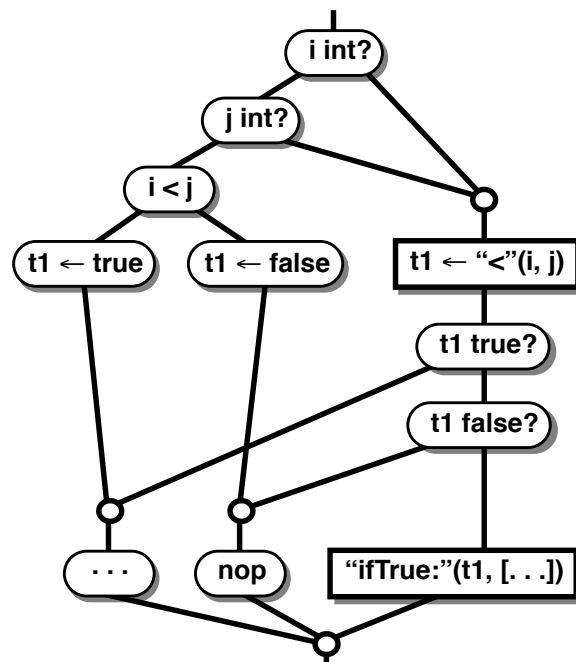 i int?
j int?
i < j
t1 ← true
t1 ← false
t1 ← “<”(i, j)
t1 true?
t1 false?
. . .
nop
“ifTrue:”(t1, [. . .])